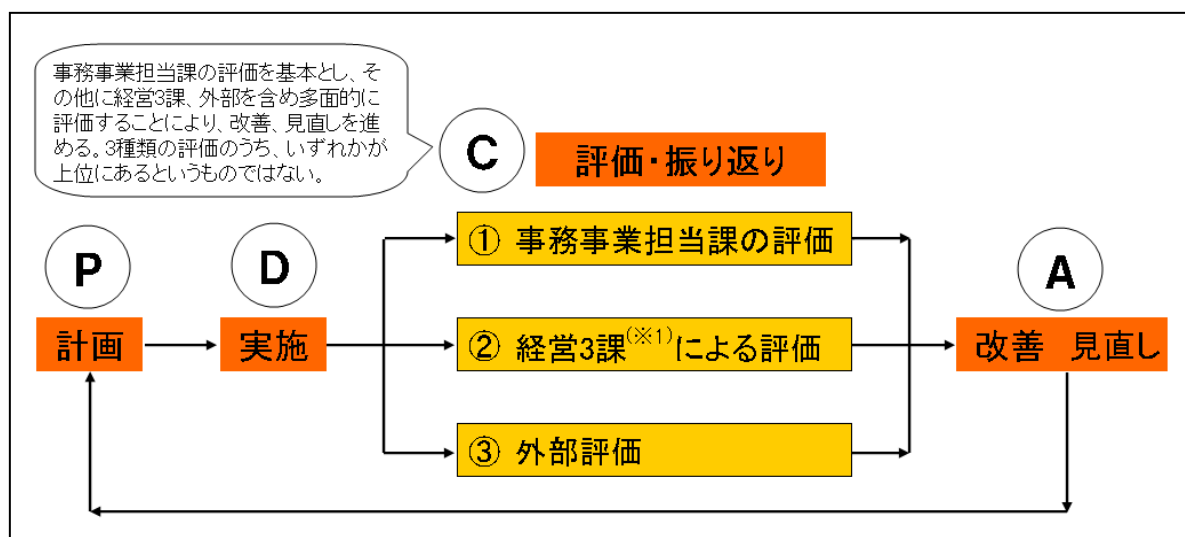 事務事業担当課の評価を基本とし、そ
の他に経営3課、外部を含め多面的に
評価することにより、改善、見直しを進
める。3種類の評価のうち、いずれかが
上位にあるというものではない。
C
評価・振り返り
P
計画
D
実施
① 事務事業担当課の評価
② 経営3課(※1)による評価
③ 外部評価
A
改善 見直し